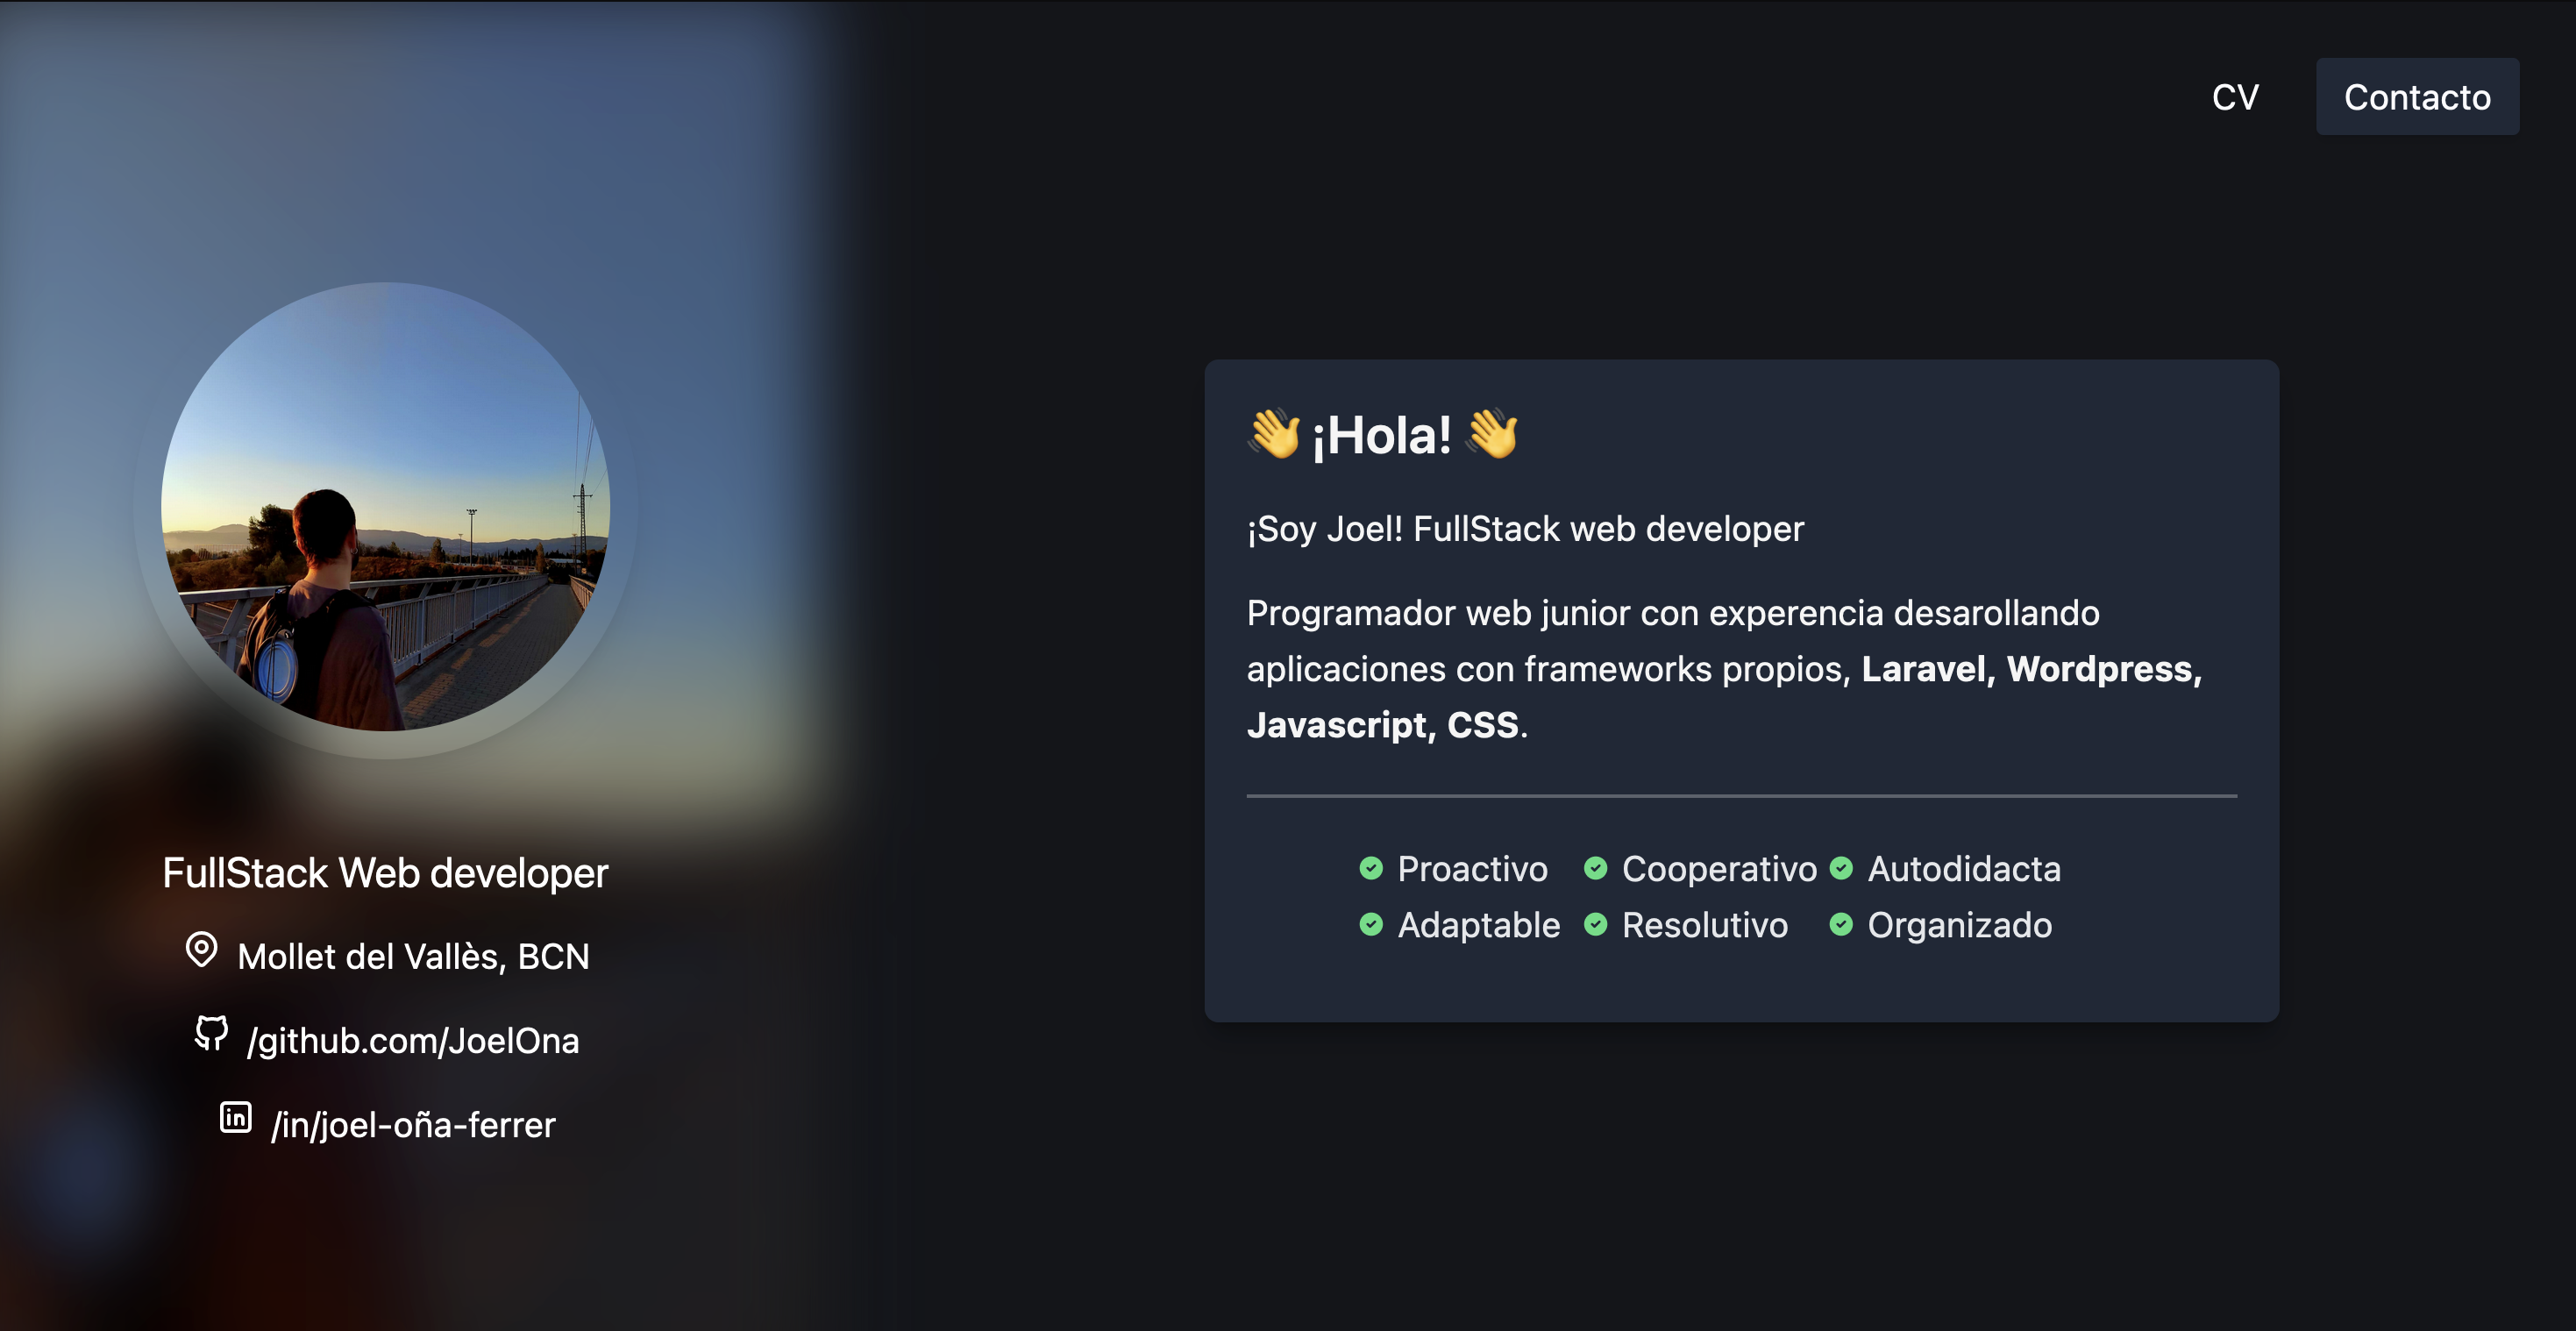 CV
Contacto
FullStack Web developer
Mollet del Vallès, BCN
/github.com/JoelOna
/in/joel-oña-ferrer
👋 ¡Hola! 👋
¡Soy Joel! FullStack web developer
Programador web junior con experencia desarollando
aplicaciones con frameworks propios, Laravel, Wordpress,
Javascript, CSS.
Proactivo Cooperativo Autodidacta
Adaptable Resolutivo Organizado